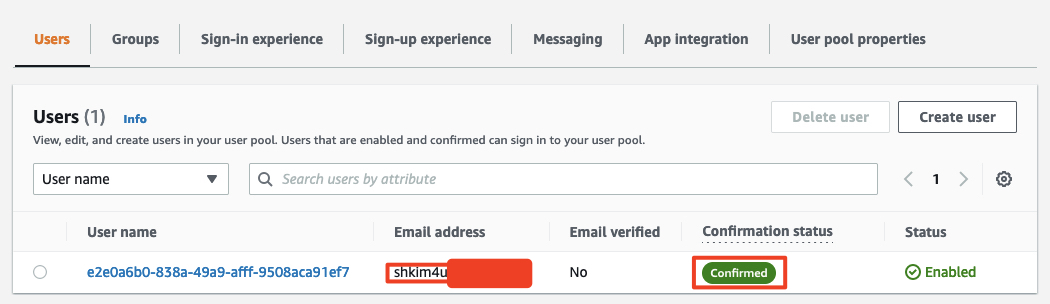 Users Groups Sign-in experience Sign-up experience Messaging App integration User pool properties
Users (1) Info
Delete user Create user
View, edit, and create users in your user pool. Users that are enabled and confirmed can sign in to your user pool.
User name Search users by attribute 1
User name Email address Email verified Confirmation status Status
e2e0a6b0-838a-49a9-afff-9508aca91ef7 shkim4u No Confirmed Enabled